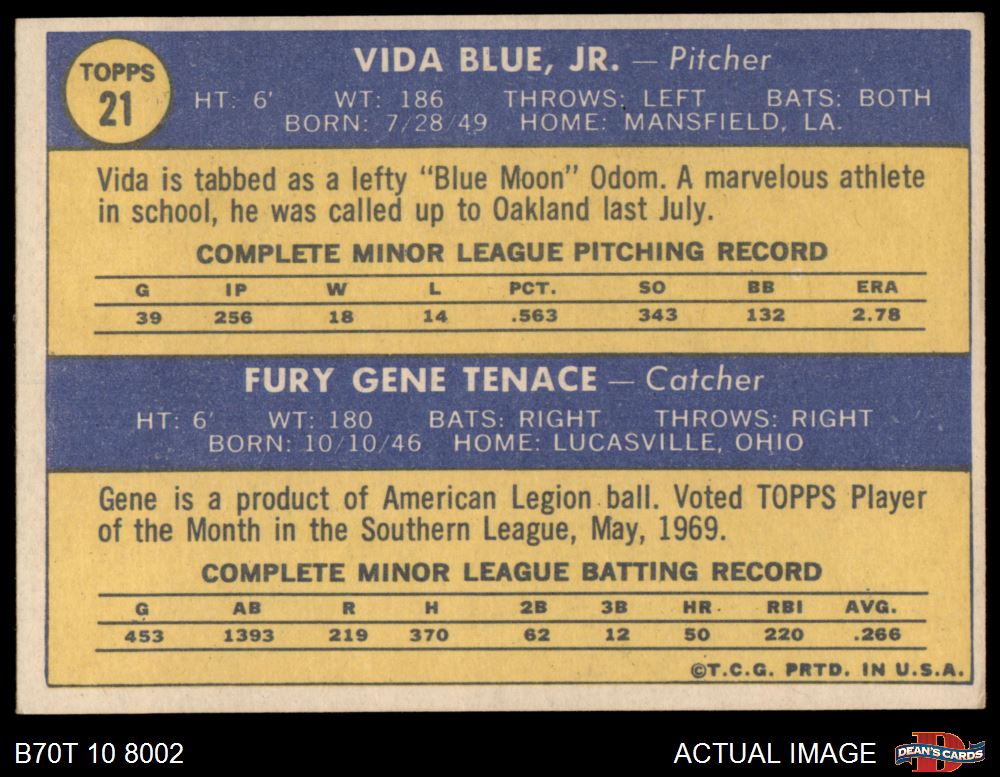 TOPPS
21
VIDA BLUE, JR. — Pitcher
HT: 6' WT: 186 THROWS: LEFT BATS: BOTH
BORN: 7/28/49 HOME: MANSFIELD, LA.
Vida is tabbed as a lefty “Blue Moon” Odom. A marvelous athlete
in school, he was called up to Oakland last July.
COMPLETE MINOR LEAGUE PITCHING RECORD
G IP W L PCT. SO BB ERA
39 256 18 14 .563 343 132 2.78
FURY GENE TENACE — Catcher
HT: 6' WT: 180 BATS: RIGHT THROWS: RIGHT
BORN: 10/10/46 HOME: LUCASVILLE, OHIO
Gene is a product of American Legion ball. Voted TOPPS Player
of the Month in the Southern League, May, 1969.
COMPLETE MINOR LEAGUE BATTING RECORD
G AB R H 2B 3B HR RBI AVG.
453 1393 219 370 62 12 50 220 .266
©T.C.G. PRTD. IN U.S.A.
B70T 10 8002
ACTUAL IMAGE
D
DEAN'S CARDS